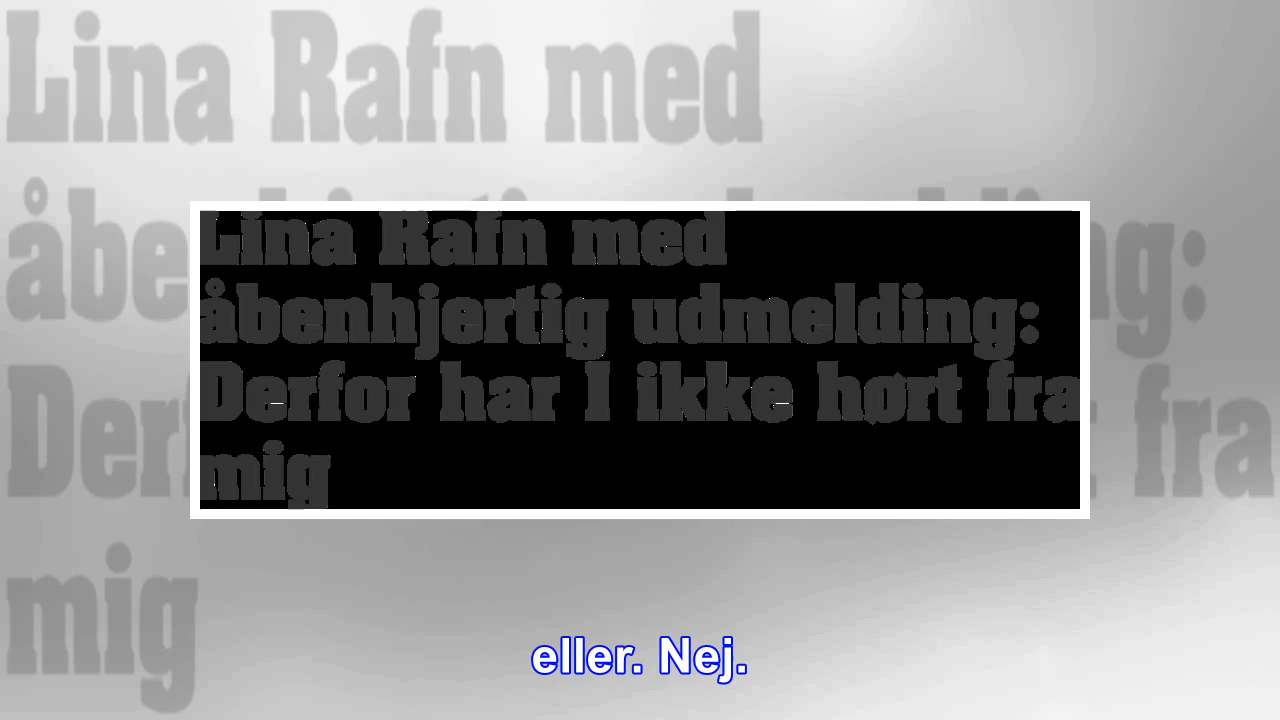 Lina Rafn med
åbenhjertig udmelding:
Derfor har I ikke hørt fra
mig
eller. Nej.